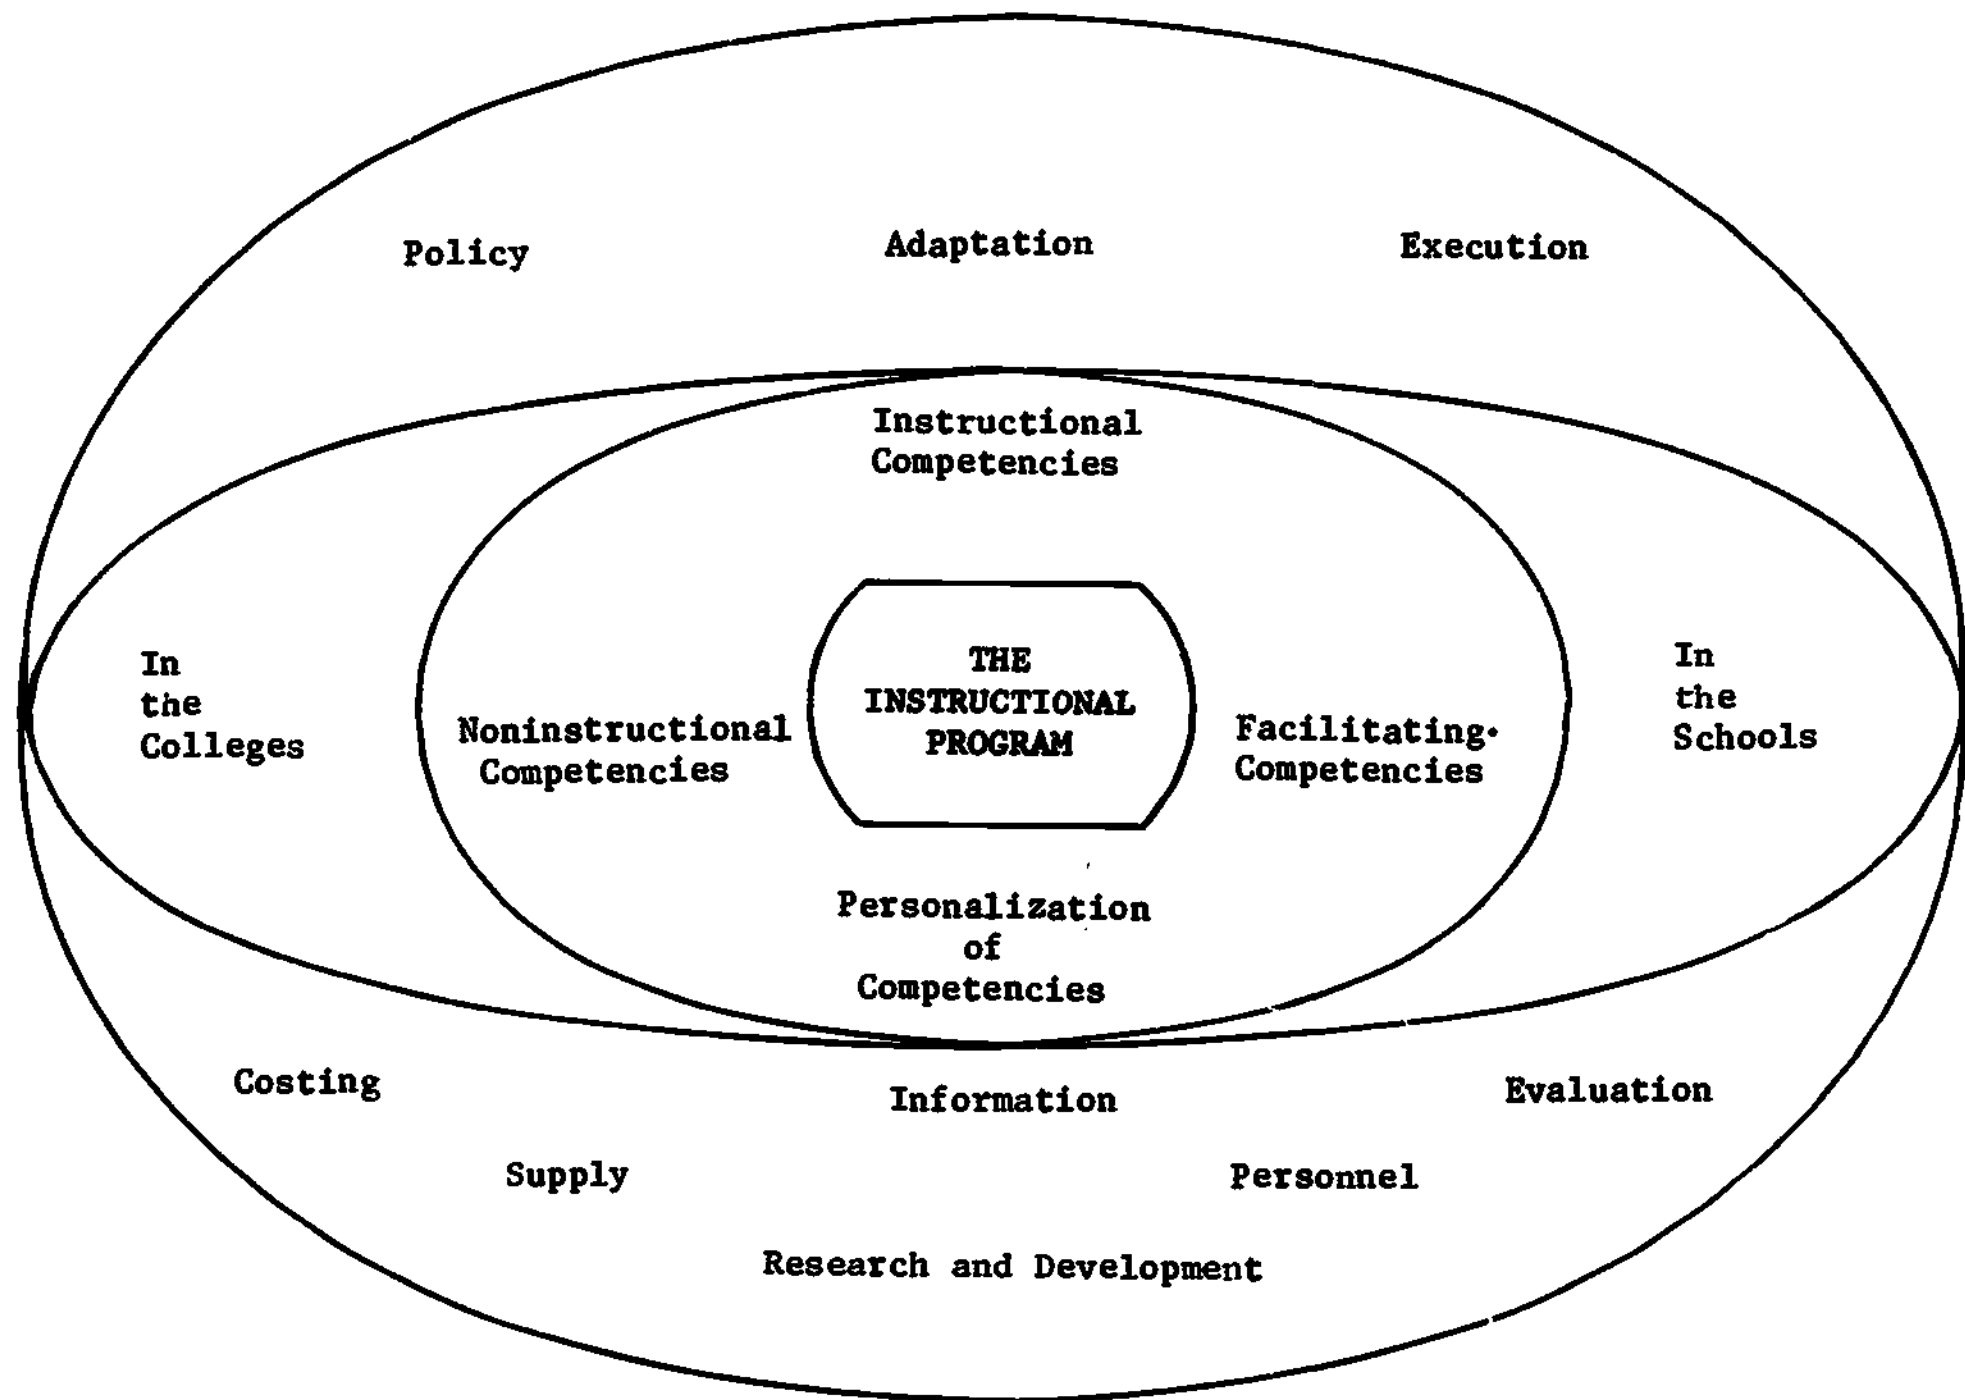 Policy
Adaptation
Execution
Instructional
Competencies
In
the
Colleges
Noninstructional
Competencies
THE
INSTRUCTIONAL
PROGRAM
Facilitating
Competencies
In
the
Schools
Personalization
of
Competencies
Costing
Information
Evaluation
Supply
Personnel
Research and Development